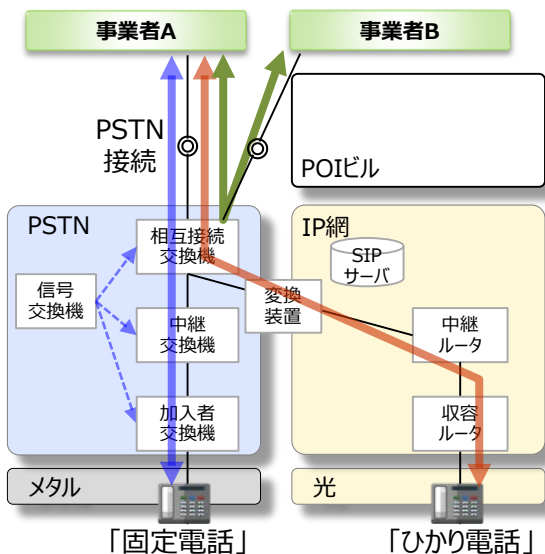 事業者A
事業者B
PSTN
接続
POIビル
PSTN
IP網
相互接続
交換機
SIP
サーバ
信号
交換機
変換
装置
中継
交換機
中継
ルータ
加入者
交換機
収容
ルータ
メタル
光
「固定電話」
「ひかり電話」